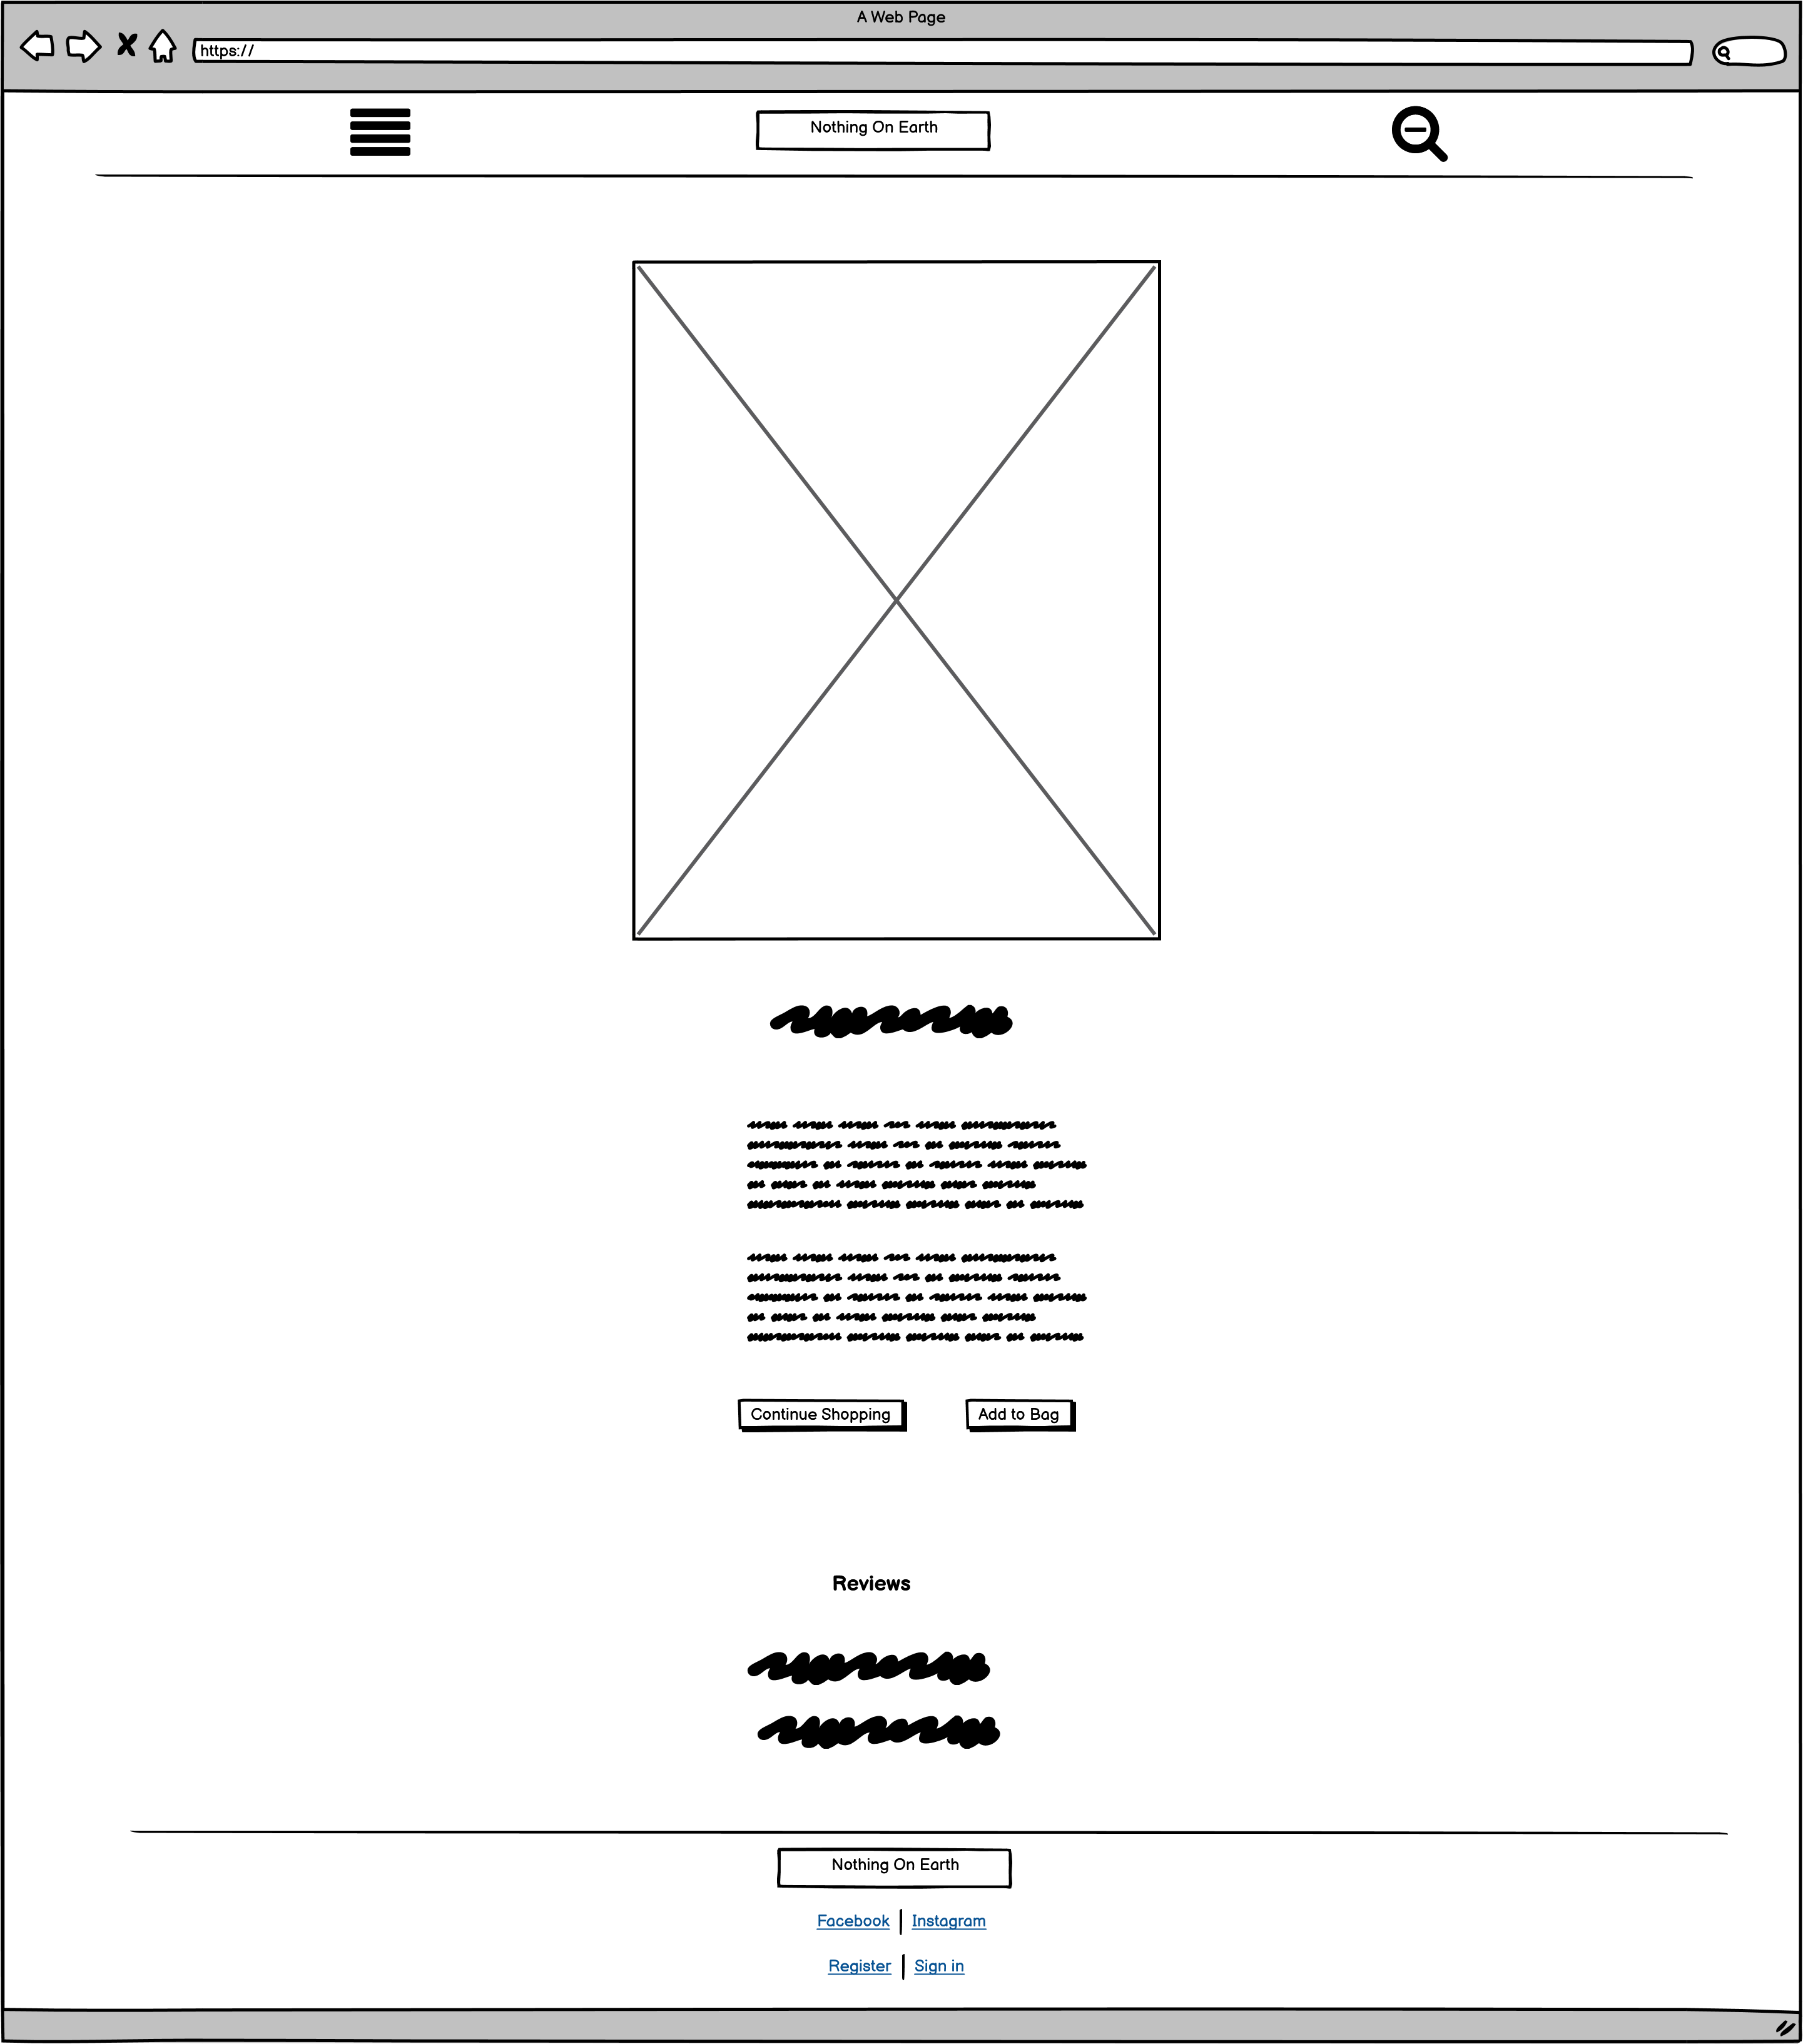 A Web Page
https://
Nothing On Earth
Continue Shopping Add to Bag
Reviews
Nothing On Earth
Facebook Instagram
Register Sign in